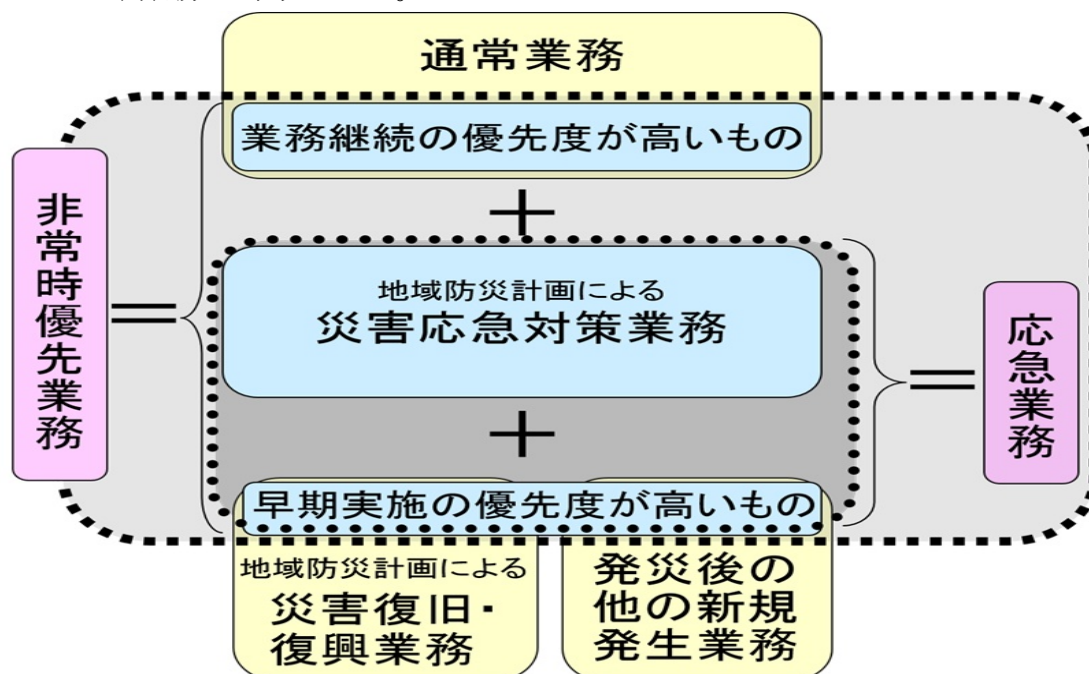 通常業務
業務継続の優先度が高いもの
＋
非常時優先業務
＝
地域防災計画による
災害応急対策業務
＝
応急業務
＋
早期実施の優先度が高いもの
地域防災計画による
災害復旧・
復興業務
発災後の
他の新規
発生業務